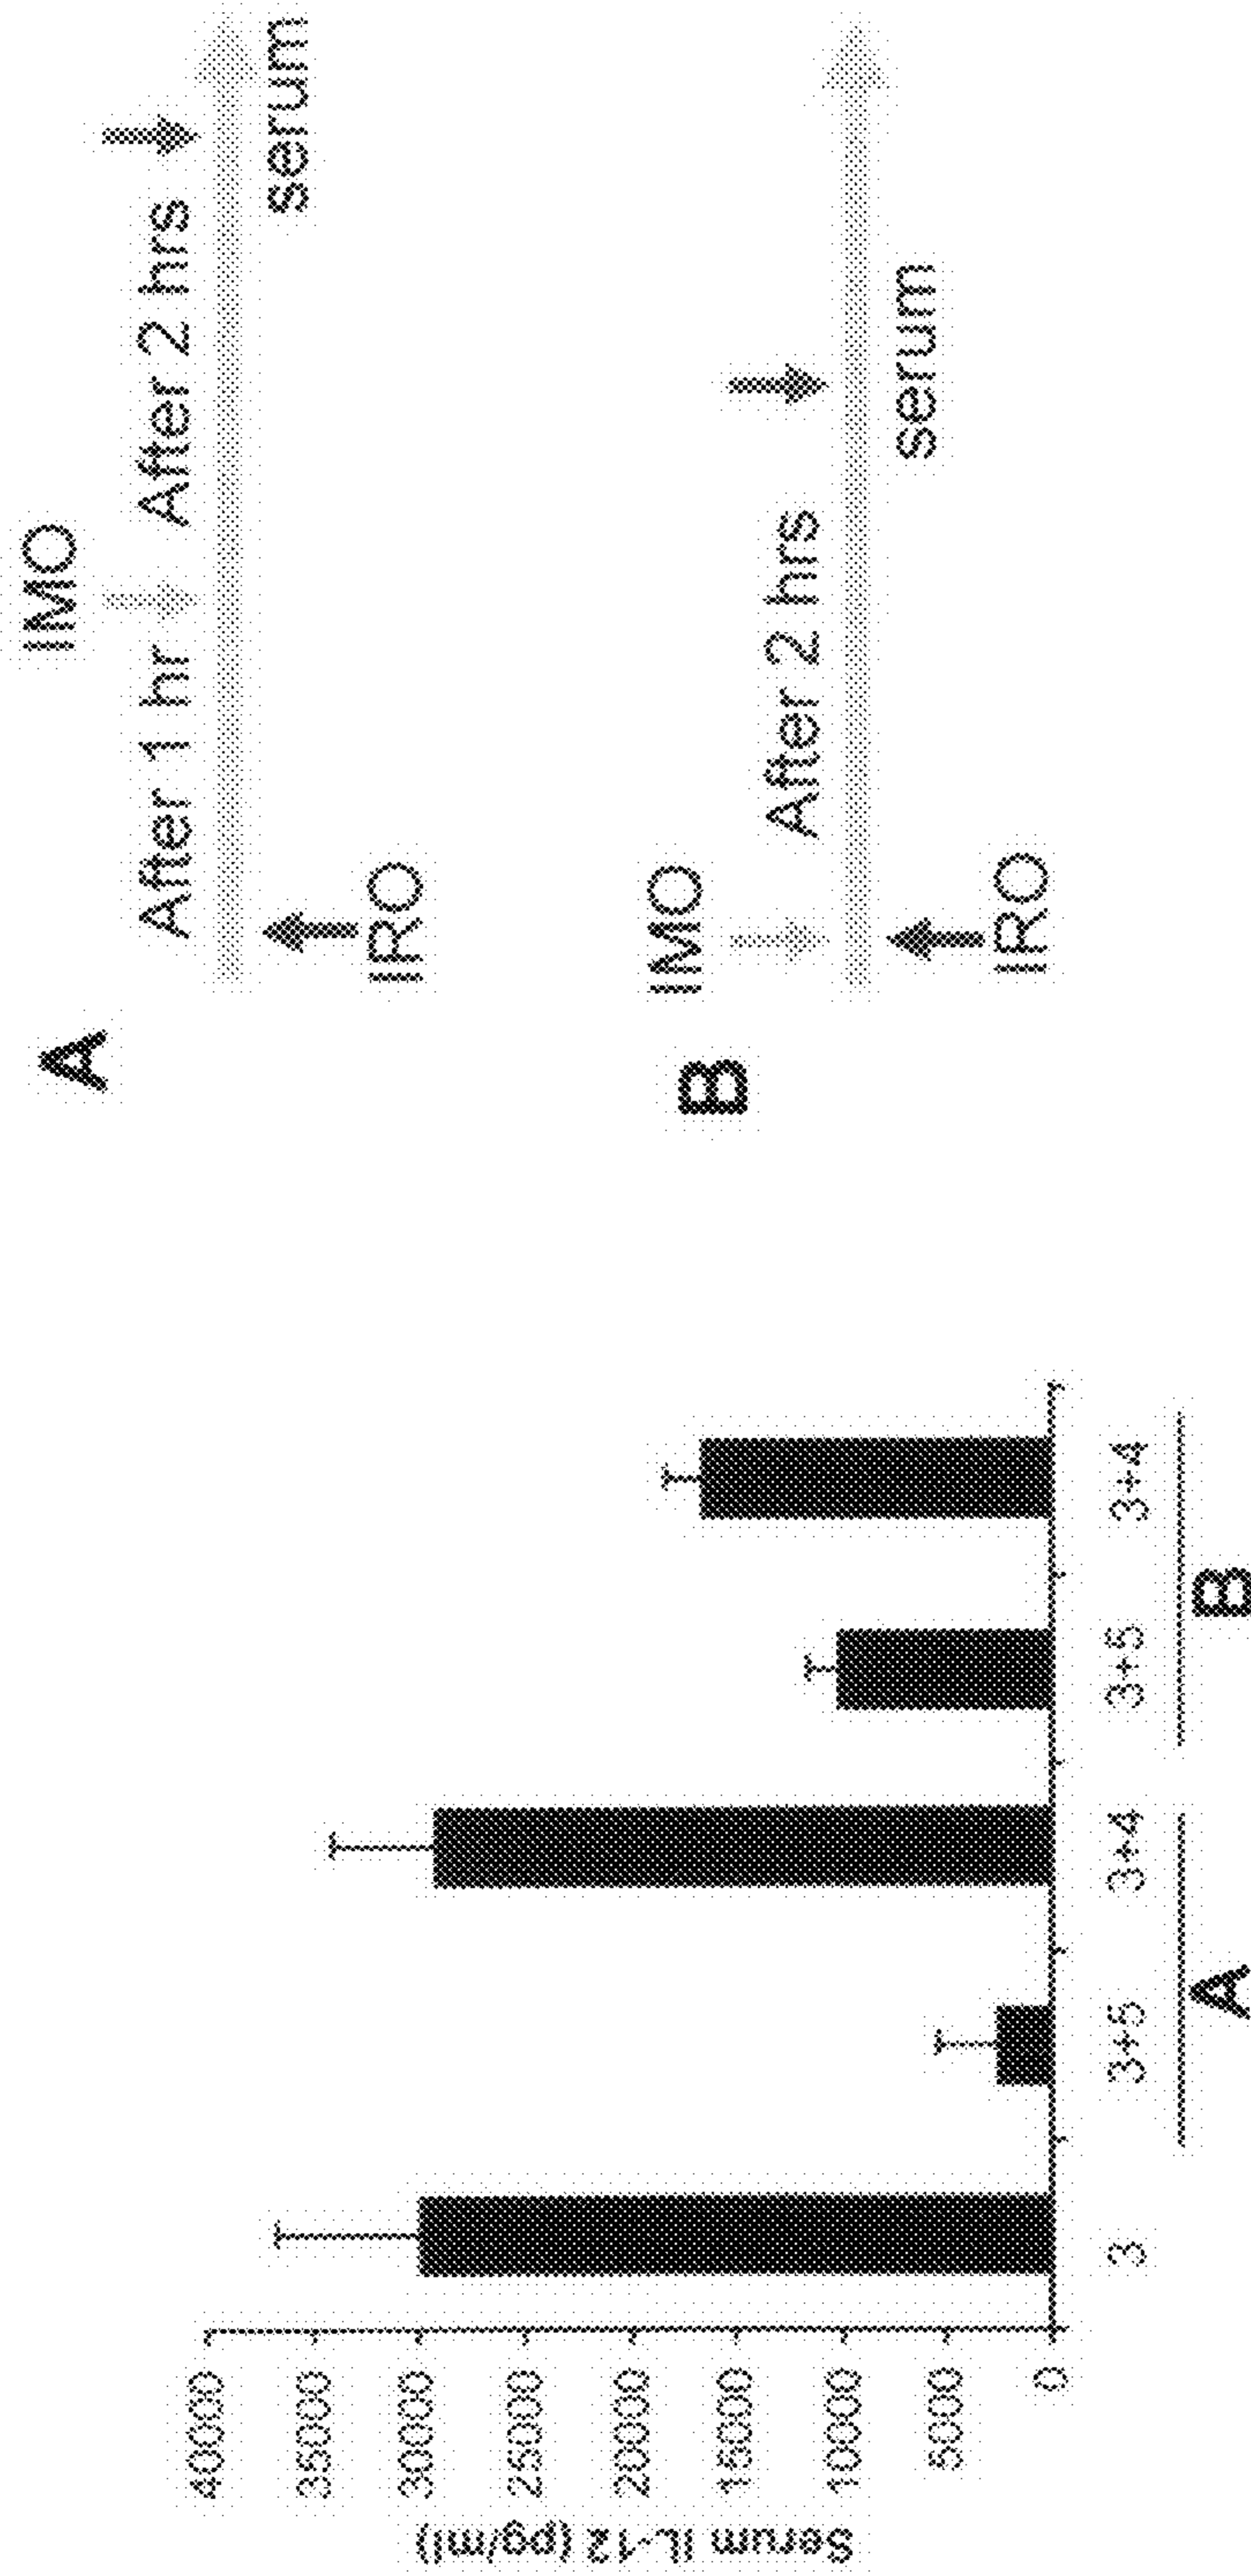 Serum IL-12 (pg/ml)
40000
35000
30000
25000
20000
15000
10000
5000
0
3
3+5
3+4
3+5
3+4
A
B
A
IMO
After 1 hr
After 2 hrs
serum
IRO
B
IMO
After 2 hrs
serum
IRO